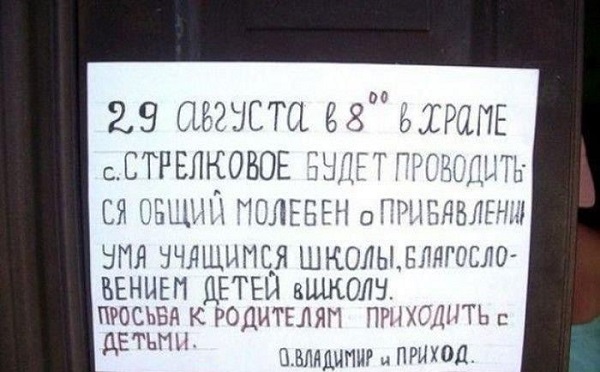 29 АВГУСТА в 8⁰⁰ в ХРАМЕ
с. СТРЕЛКОВОЕ БУДЕТ ПРОВОДИТЬ-
СЯ ОБЩИЙ МОЛЕБЕН о ПРИБАВЛЕНИИ
УМА УЧАЩИМСЯ ШКОЛЫ, БЛАГОСЛО-
ВЕНИЕМ ДЕТЕЙ в ШКОЛУ.
ПРОСЬБА К РОДИТЕЛЯМ ПРИХОДИТЬ с
ДЕТЬМИ.
О.ВЛАДИМИР и ПРИХОД.